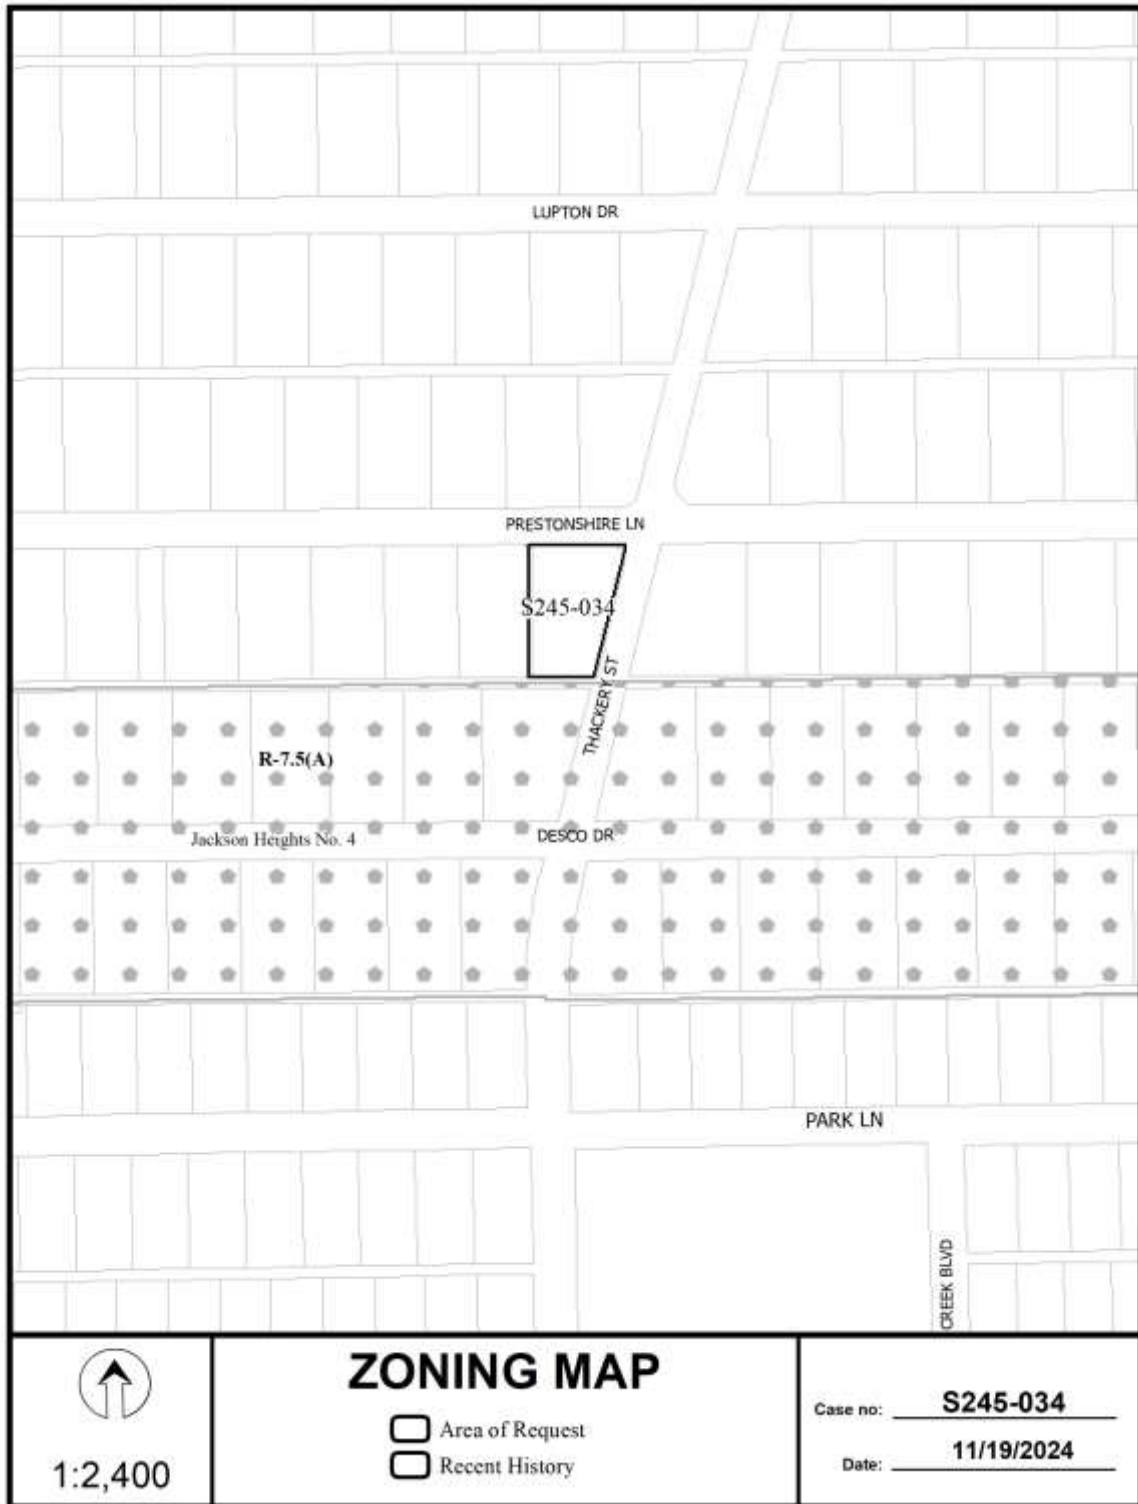 LUPTON DR
PRESTONSHIRE LN
S245-034
THACKERY ST
R-7.5(A)
Jackson Heights No. 4
DESCO DR
PARK LN
CREEK BLVD
1:2,400
ZONING MAP
Area of Request
Recent History
Case no: S245-034
Date: 11/19/2024